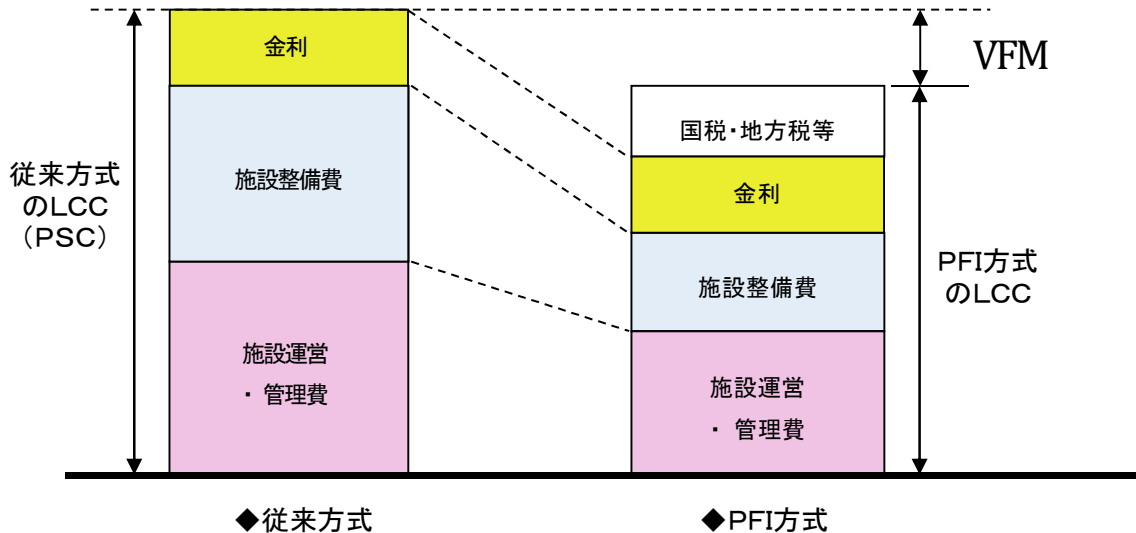 金利
施設整備費
施設運営
・ 管理費
従来方式
のＬＣＣ
（ＰＳＣ）
VFM
国税・地方税等
金利
施設整備費
施設運営
・ 管理費
ＰＦＩ方式
のＬＣＣ
◆従来方式
◆ＰＦＩ方式